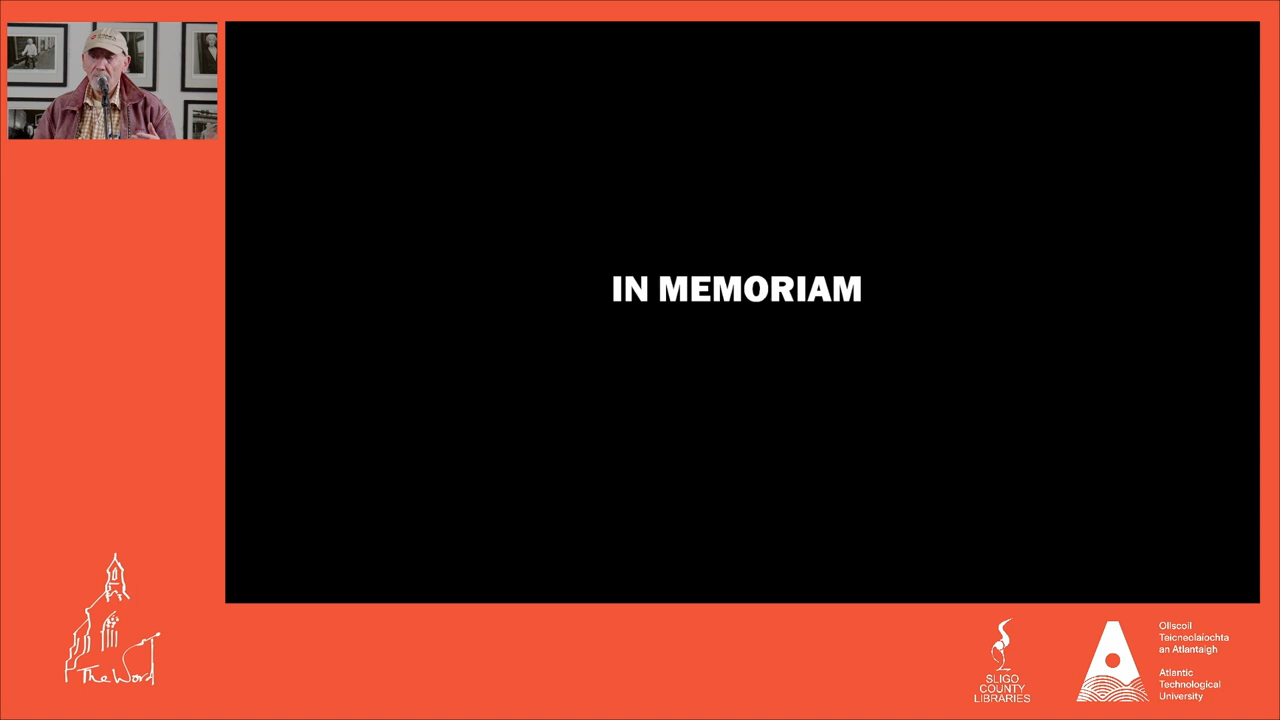 IN MEMORIAM
The Word
SLIGO
COUNTY
LIBRARIES
Ollscoil
Teicneolaíochta
an Atlantaigh
Atlantic
Technological
University